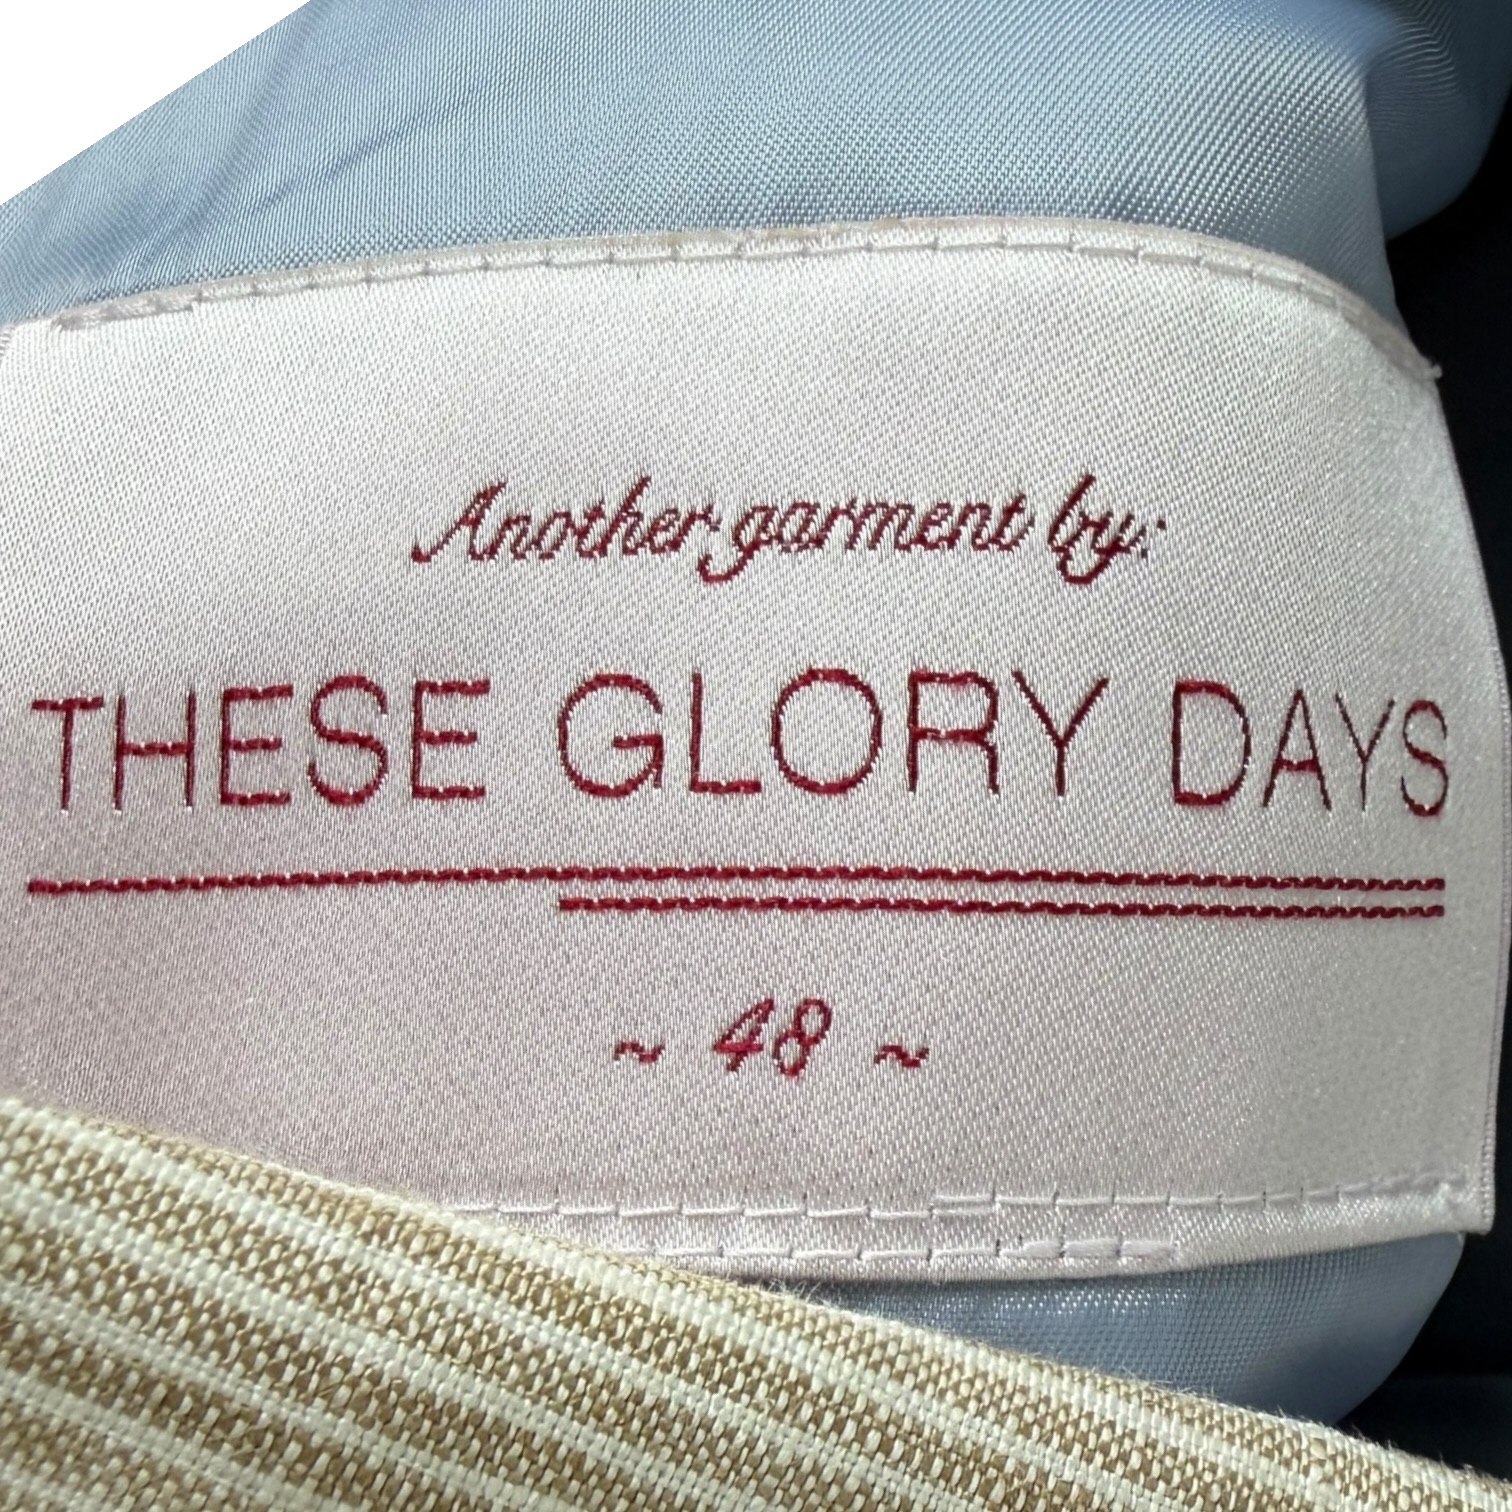 Another garment by:
THESE GLORY DAYS
~ 48 ~